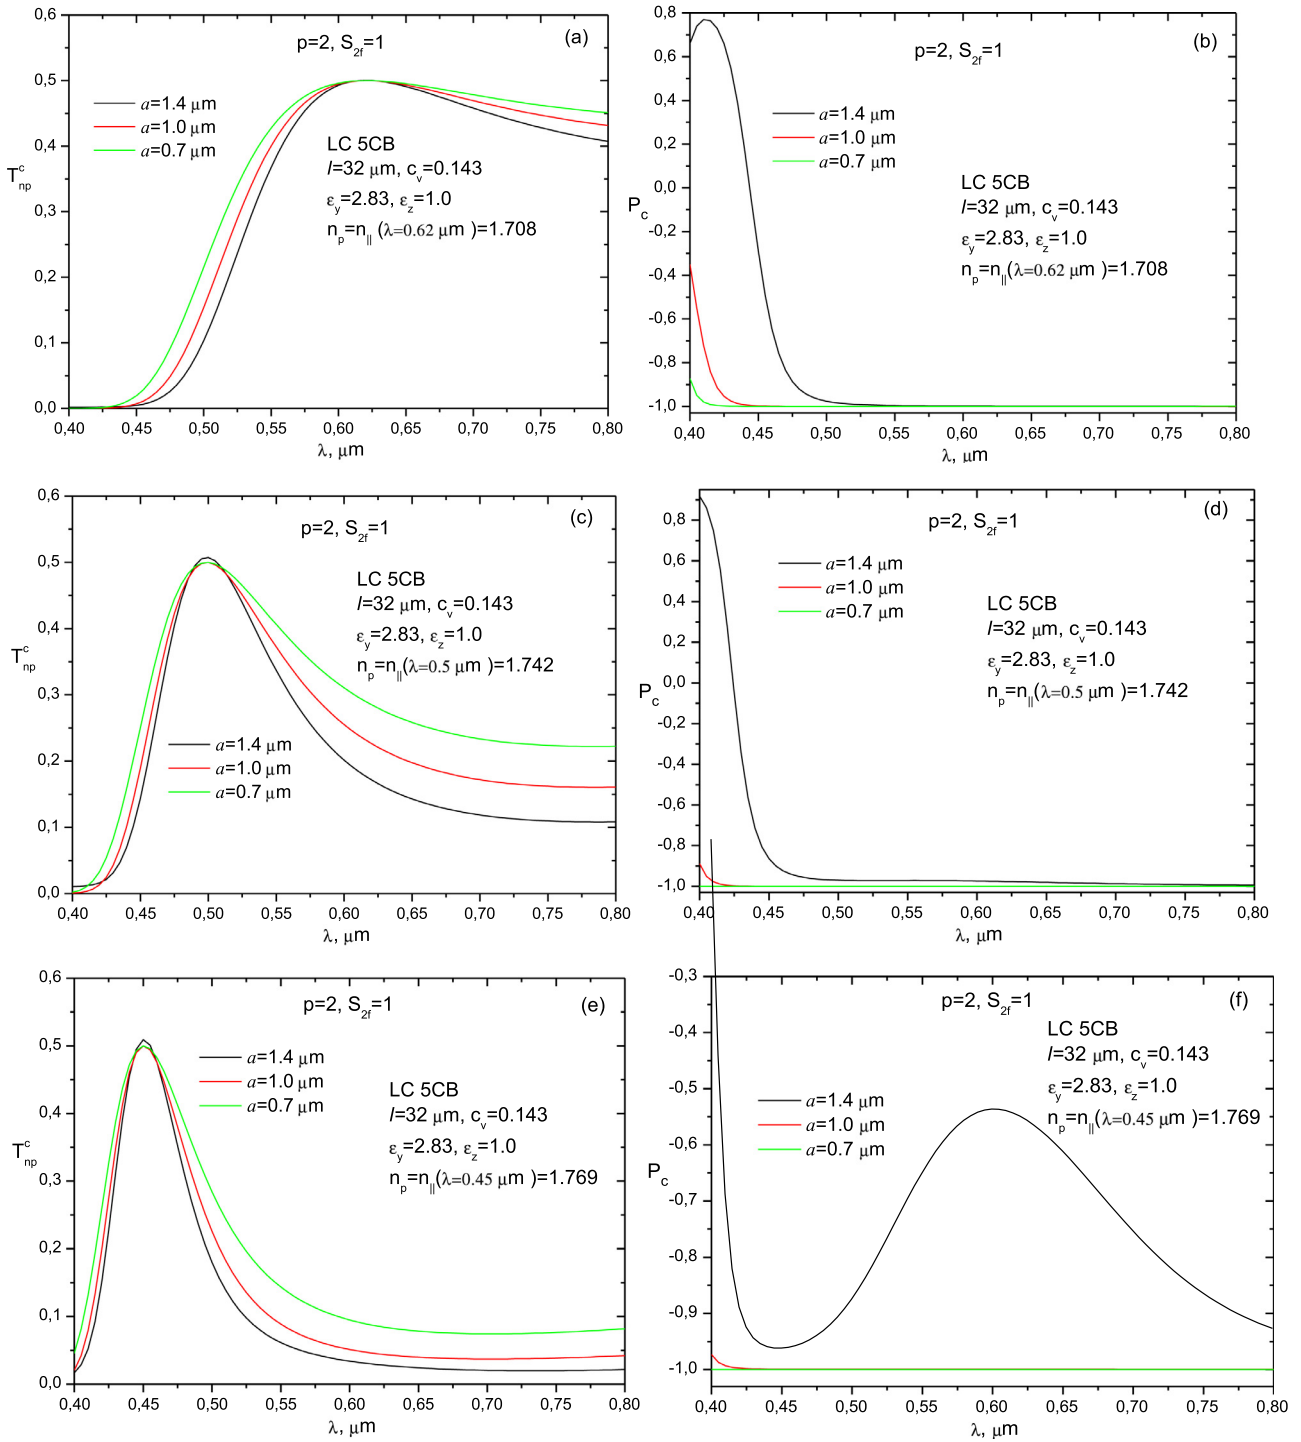 (a)
p=2, S2f=1
a=1.4 μm
a=1.0 μm
a=0.7 μm
LC 5CB
l=32 μm, cv=0.143
εy=2.83, εz=1.0
np=n||(λ=0.62 μm )=1.708
Tnpc
0,6
0,5
0,4
0,3
0,2
0,1
0,0
0,40 0,45 0,50 0,55 0,60 0,65 0,70 0,75 0,80
λ, μm
(b)
p=2, S2f=1
a=1.4 μm
a=1.0 μm
a=0.7 μm
LC 5CB
l=32 μm, cv=0.143
εy=2.83, εz=1.0
np=n||(λ=0.62 μm )=1.708
Pc
0,8
0,6
0,4
0,2
0,0
-0,2
-0,4
-0,6
-0,8
-1,0
0,40 0,45 0,50 0,55 0,60 0,65 0,70 0,75 0,80
λ, μm
(c)
p=2, S2f=1
LC 5CB
l=32 μm, cv=0.143
εy=2.83, εz=1.0
np=n||(λ=0.5 μm )=1.742
a=1.4 μm
a=1.0 μm
a=0.7 μm
Tnpc
0,6
0,5
0,4
0,3
0,2
0,1
0,0
0,40 0,45 0,50 0,55 0,60 0,65 0,70 0,75 0,80
λ, μm
(d)
p=2, S2f=1
a=1.4 μm
a=1.0 μm
a=0.7 μm
LC 5CB
l=32 μm, cv=0.143
εy=2.83, εz=1.0
np=n||(λ=0.5 μm )=1.742
Pc
0,8
0,6
0,4
0,2
0,0
-0,2
-0,4
-0,6
-0,8
-1,0
0,40 0,45 0,50 0,55 0,60 0,65 0,70 0,75 0,80
λ, μm
(e)
p=2, S2f=1
a=1.4 μm
a=1.0 μm
a=0.7 μm
LC 5CB
l=32 μm, cv=0.143
εy=2.83, εz=1.0
np=n||(λ=0.45 μm )=1.769
Tnpc
0,6
0,5
0,4
0,3
0,2
0,1
0,0
0,40 0,45 0,50 0,55 0,60 0,65 0,70 0,75 0,80
λ, μm
(f)
p=2, S2f=1
LC 5CB
l=32 μm, cv=0.143
εy=2.83, εz=1.0
np=n||(λ=0.45 μm )=1.769
a=1.4 μm
a=1.0 μm
a=0.7 μm
Pc
-0,3
-0,4
-0,5
-0,6
-0,7
-0,8
-0,9
-1,0
0,40 0,45 0,50 0,55 0,60 0,65 0,70 0,75 0,80
λ, μm